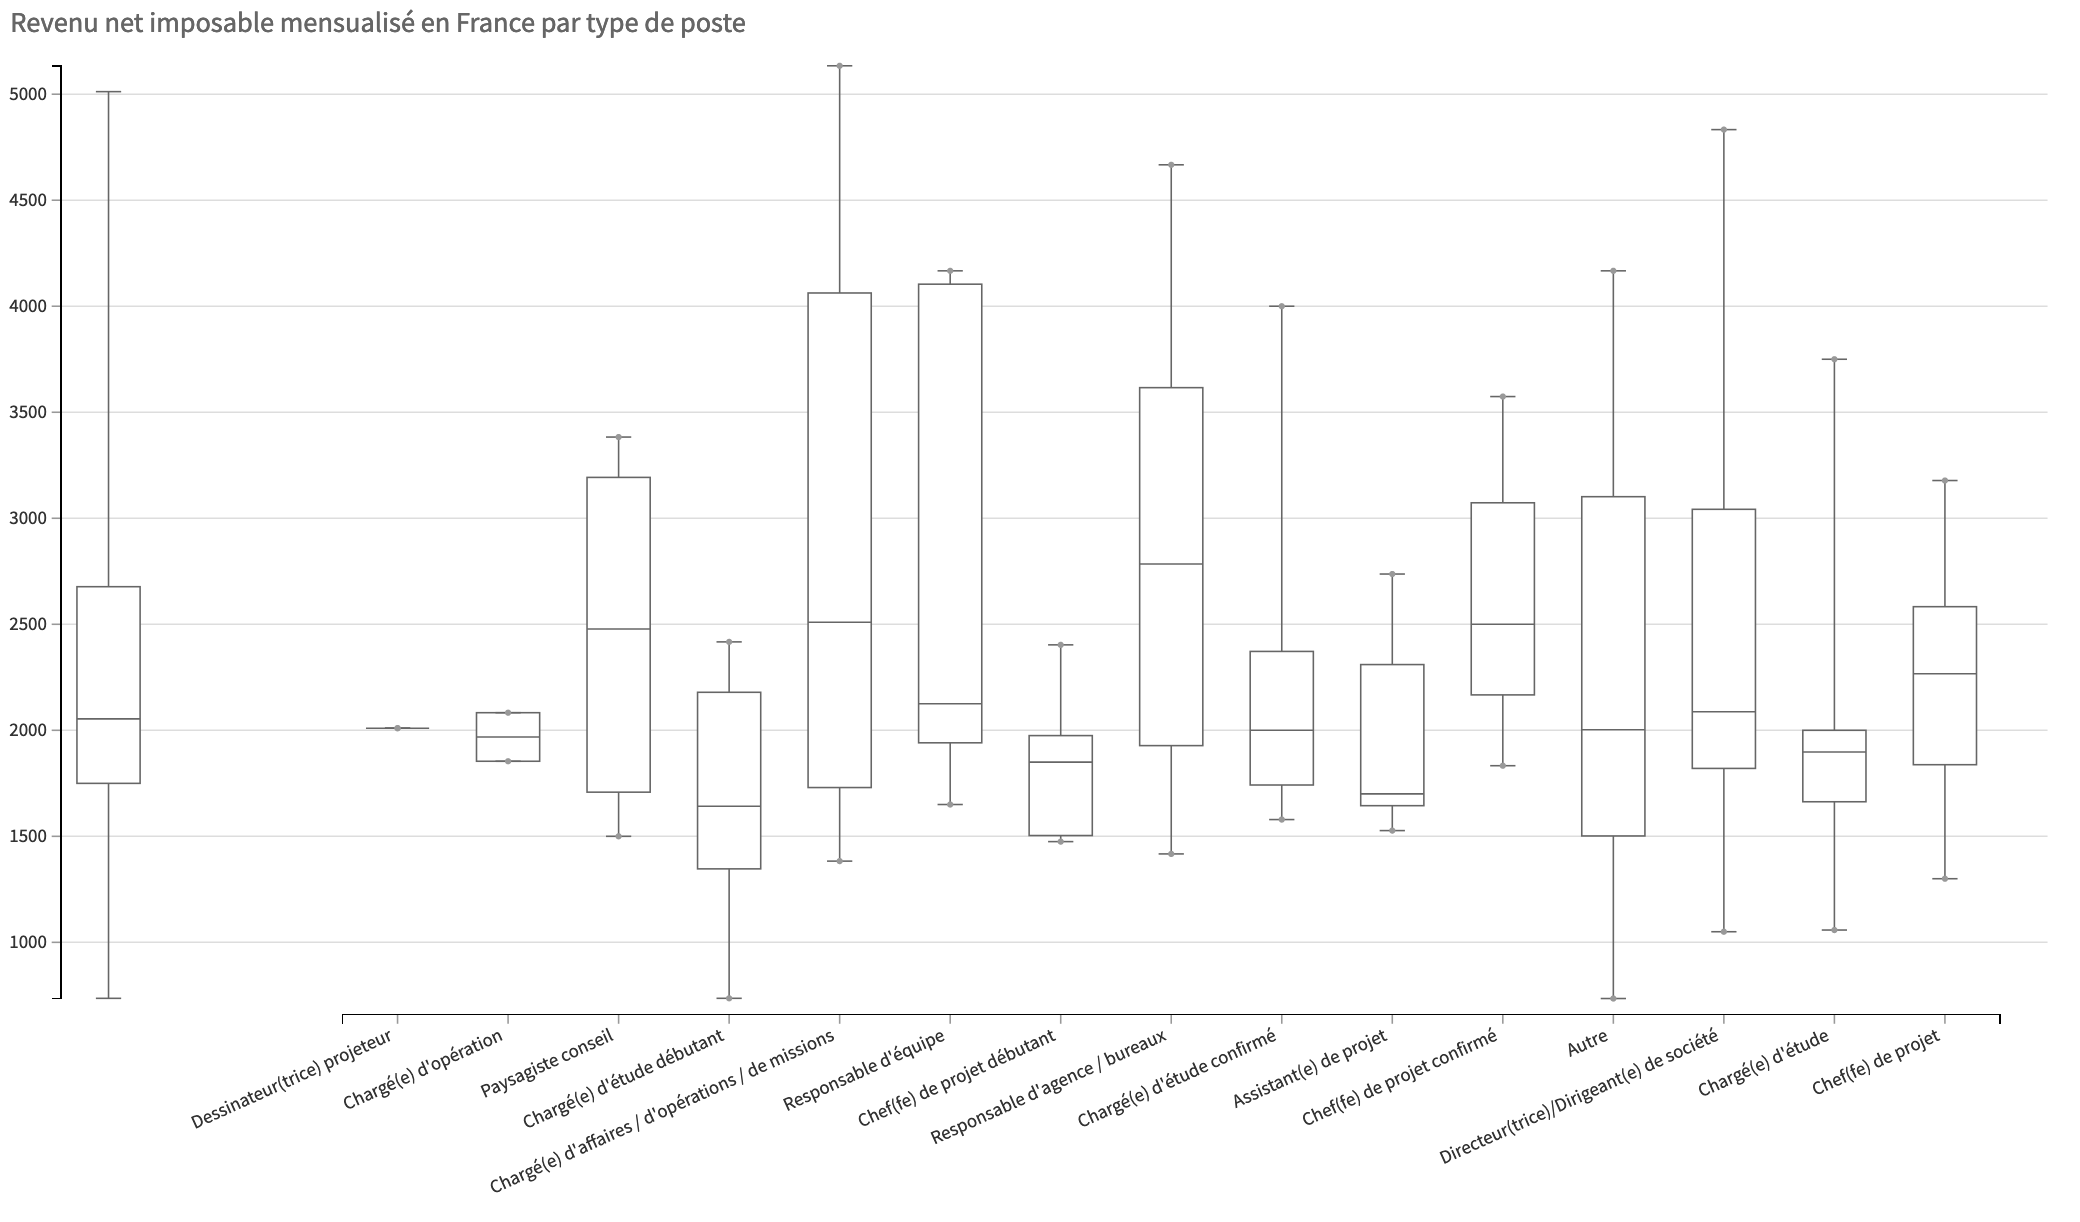 Revenu net imposable mensualisé en France par type de poste
5000
4500
4000
3500
3000
2500
2000
1500
1000
Dessinateur(trice) projeteur
Chargé(e) d'opération
Paysagiste conseil
Chargé(e) d'étude débutant
Chargé(e) d'affaires / d'opérations / de missions
Responsable d'équipe
Chef(fe) de projet débutant
Responsable d'agence / bureaux
Chargé(e) d'étude confirmé
Assistant(e) de projet
Chef(fe) de projet confirmé
Autre
Directeur(trice)/Dirigeant(e) de société
Chargé(e) d'étude
Chef(fe) de projet